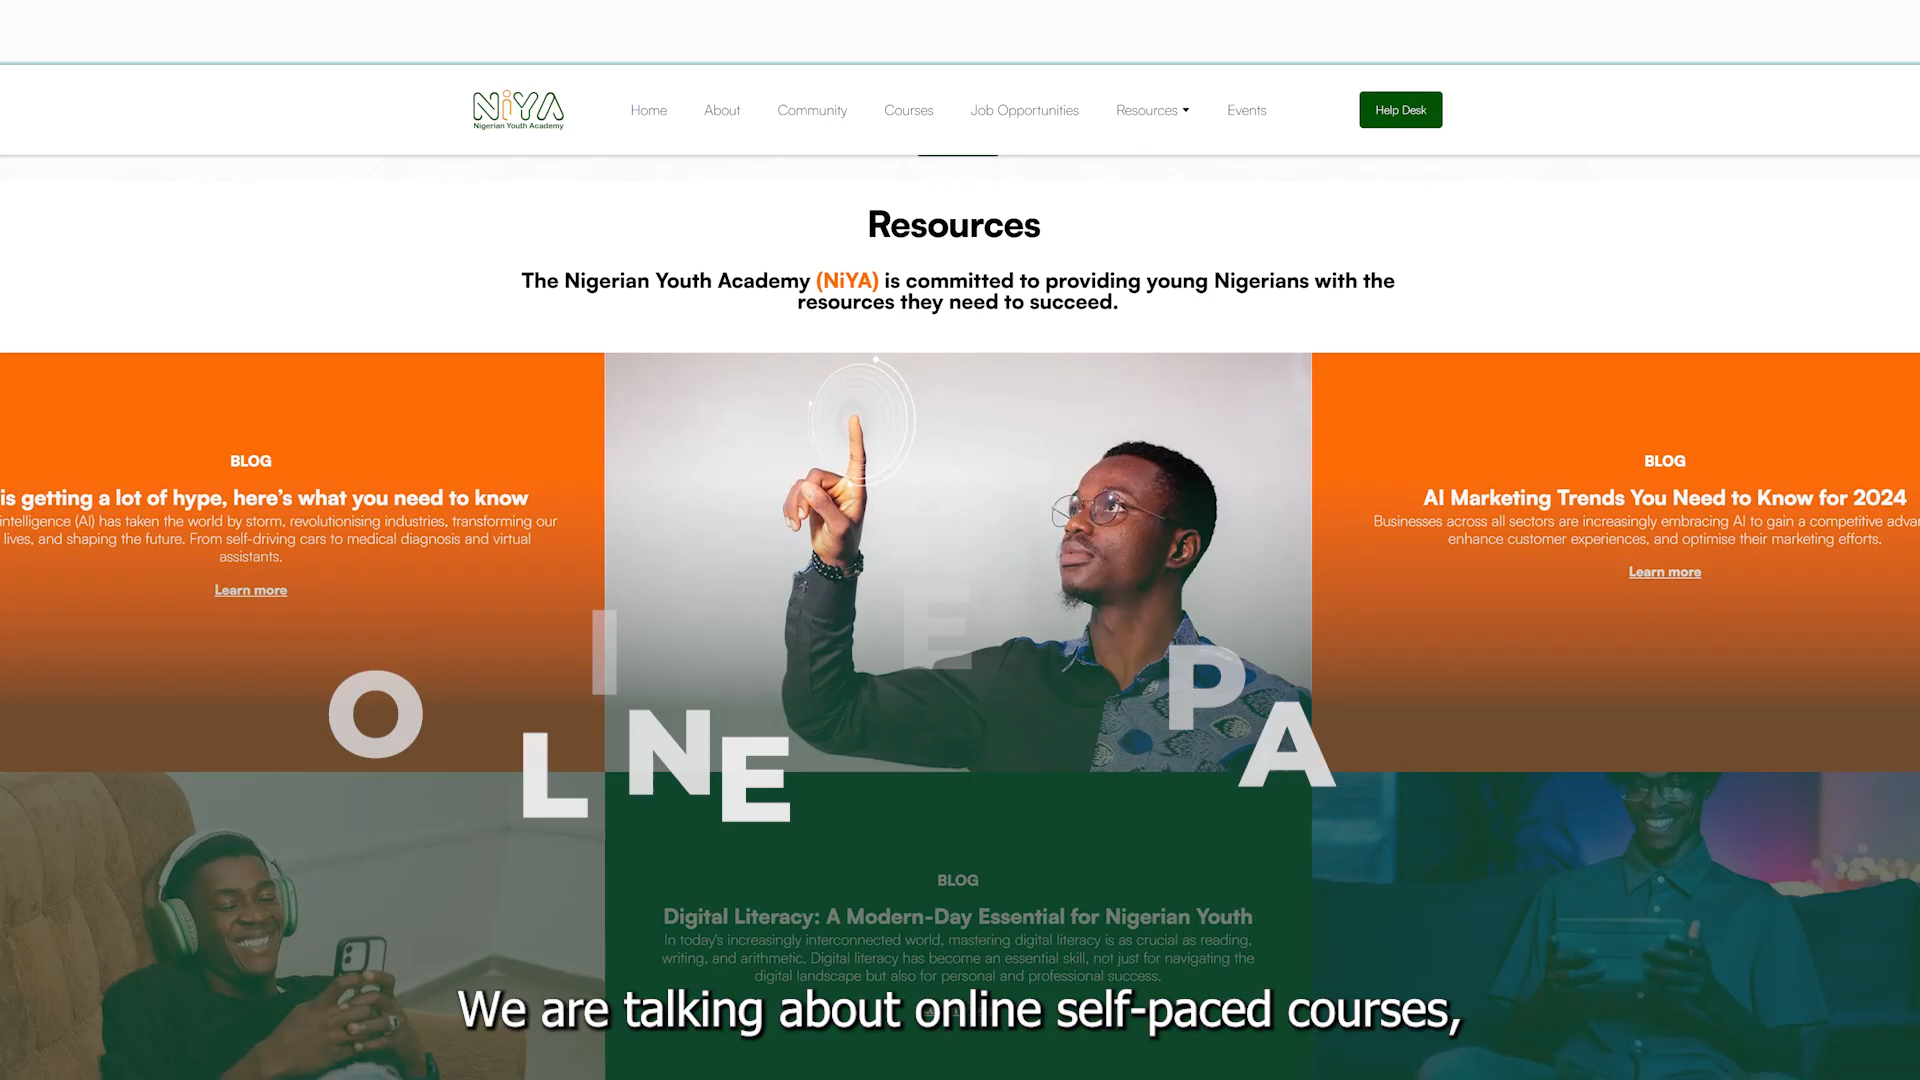 NiYA
Nigerian Youth Academy
Home
About
Community
Courses
Job Opportunities
Resources
Events
Help Desk
Resources
The Nigerian Youth Academy (NiYA) is committed to providing young Nigerians with the
resources they need to succeed.
BLOG
is getting a lot of hype, here's what you need to know
intelligence (AI) has taken the world by storm, revolutionising industries, transforming our
lives, and shaping the future. From self-driving cars to medical diagnosis and virtual
assistants.
Learn more
BLOG
AI Marketing Trends You Need to Know for 2024
Businesses across all sectors are increasingly embracing AI to gain a competitive
enhance customer experiences, and optimise their marketing efforts.
Learn more
O L I N E E P A
BLOG
Digital Literacy: A Modern-Day Essential for Nigerian Youth
In today's increasingly interconnected world, mastering digital literacy is as crucial as reading,
writing, and arithmetic. Digital literacy has become an essential skill, not just for navigating the
digital landscape but also for personal and professional success.
We are talking about online self-paced courses,